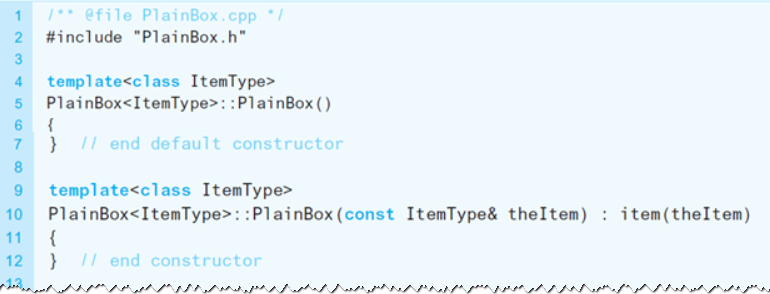 1 /** @file PlainBox.cpp */
2 #include "PlainBox.h"
3
4 template<class ItemType>
5 PlainBox<ItemType>::PlainBox()
6 {
7 } // end default constructor
8
9 template<class ItemType>
10 PlainBox<ItemType>::PlainBox(const ItemType& theItem) : item(theItem)
11 {
12 } // end constructor
13